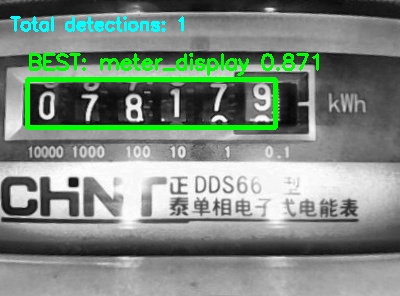 Total detections: 1
BEST: meter_display 0.871
0 7 8 1 7 9 kWh
10000 1000 100 10 1 0.1
CHINT 正泰 DDS66 型
单相电子式电能表